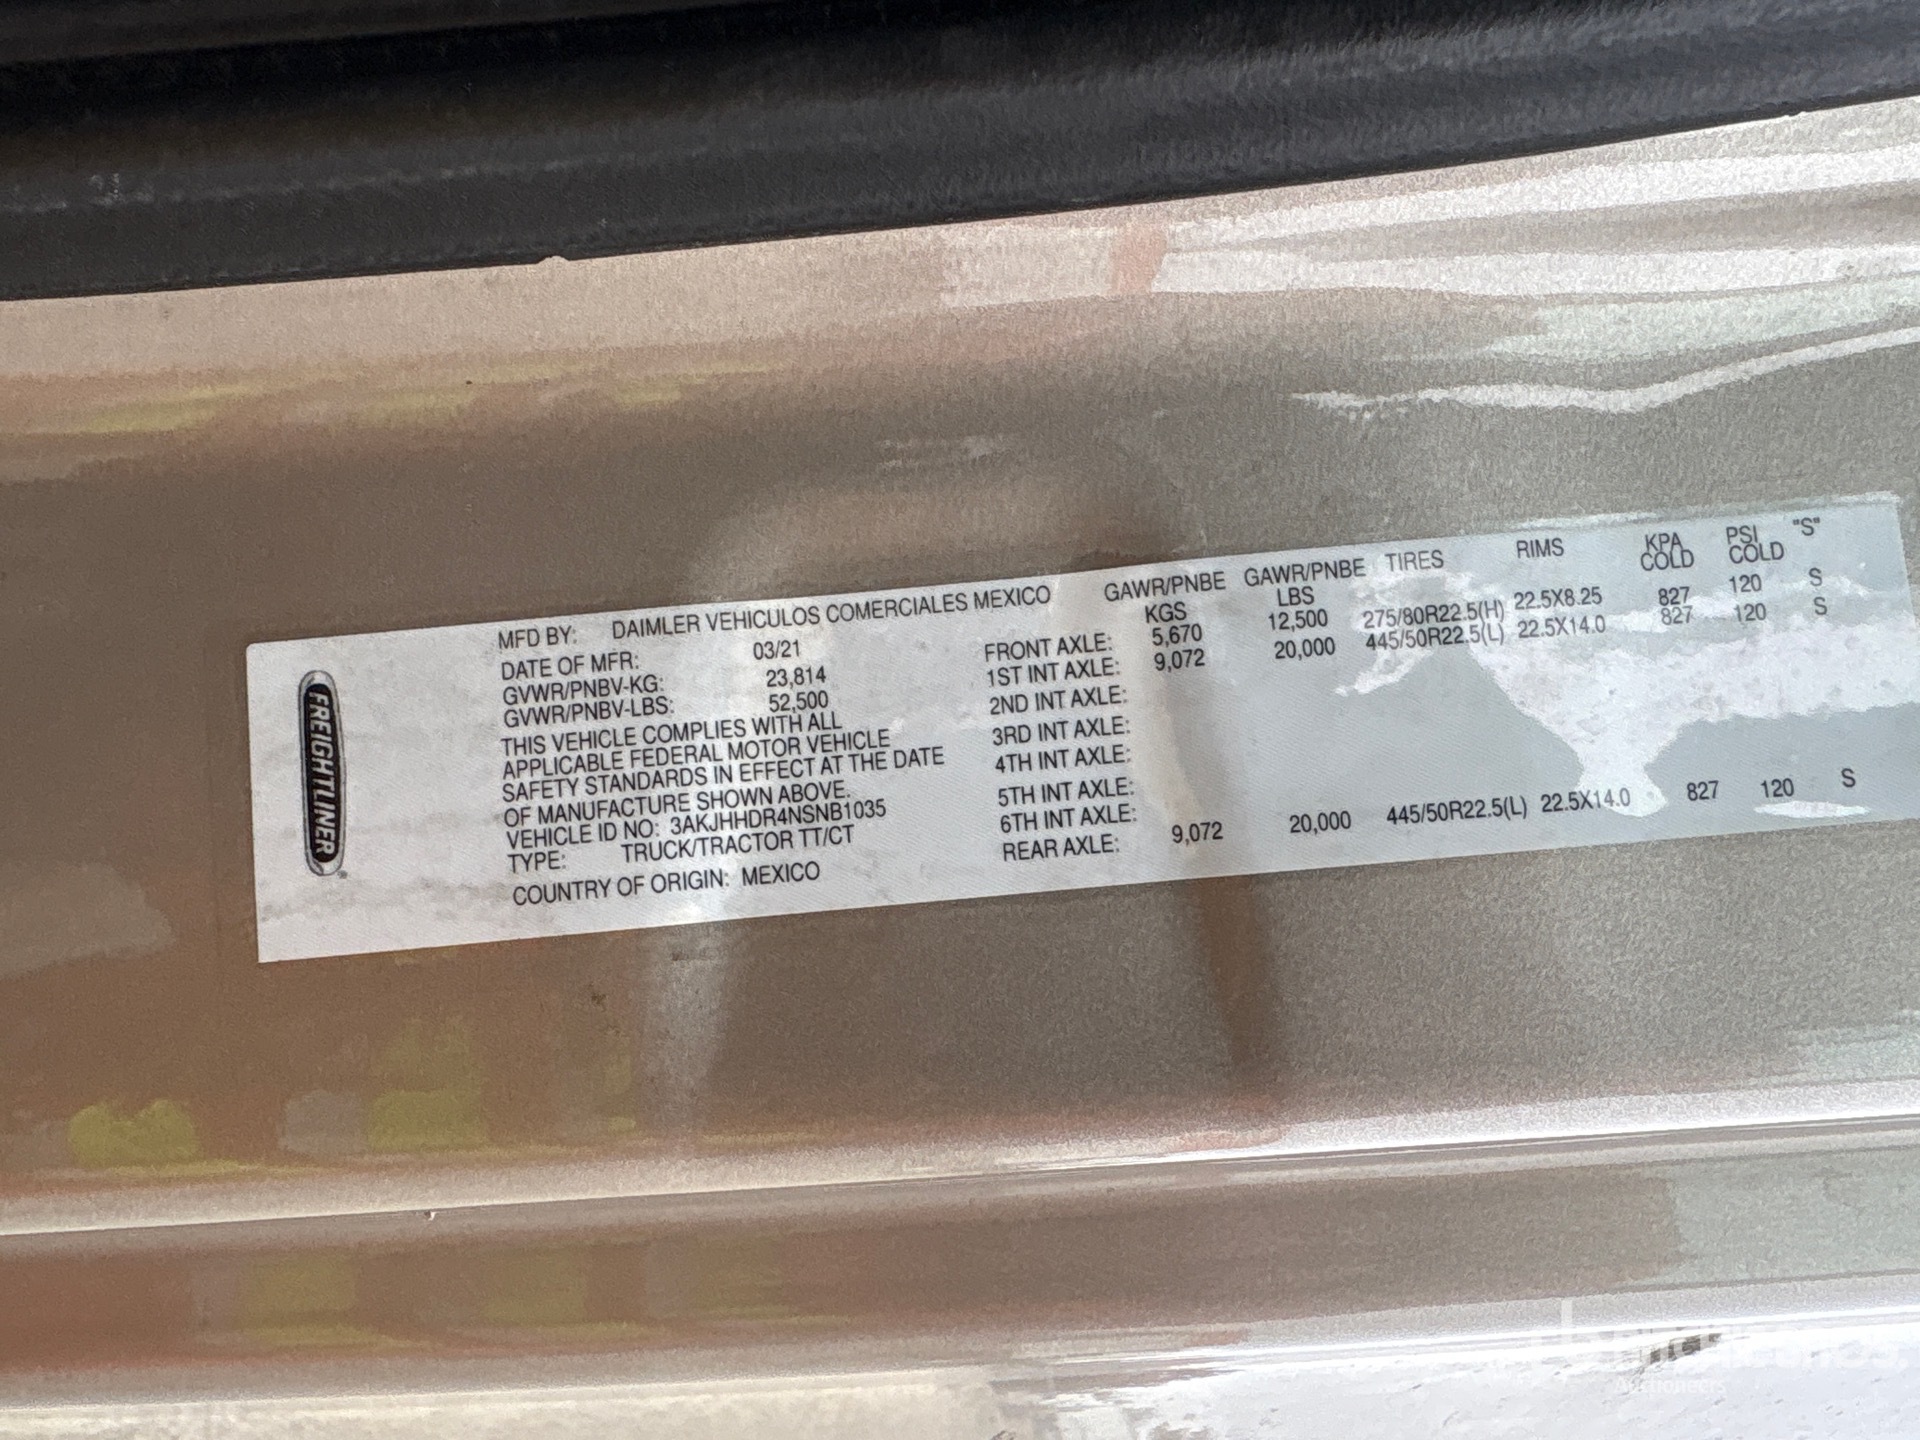 FREIGHTLINER
MFD BY: DAIMLER VEHICULOS COMERCIALES MEXICO
DATE OF MFR: 03/21
GVWR/PNBV-KG: 23,814
GVWR/PNBV-LBS: 52,500
THIS VEHICLE COMPLIES WITH ALL
APPLICABLE FEDERAL MOTOR VEHICLE
SAFETY STANDARDS IN EFFECT AT THE DATE
OF MANUFACTURE SHOWN ABOVE.
VEHICLE ID NO: 3AKJHHDR4NSNB1035
TYPE: TRUCK/TRACTOR TT/CT
COUNTRY OF ORIGIN: MEXICO
GAWR/PNBE GAWR/PNBE TIRES RIMS KPA PSI "S"
KGS LBS COLD COLD
FRONT AXLE: 5,670 12,500 275/80R22.5(H) 22.5X8.25 827 120 S
1ST INT AXLE: 9,072 20,000 445/50R22.5(L) 22.5X14.0 827 120 S
2ND INT AXLE:
3RD INT AXLE:
4TH INT AXLE:
5TH INT AXLE:
6TH INT AXLE:
REAR AXLE: 9,072 20,000 445/50R22.5(L) 22.5X14.0 827 120 S
Auctioneers